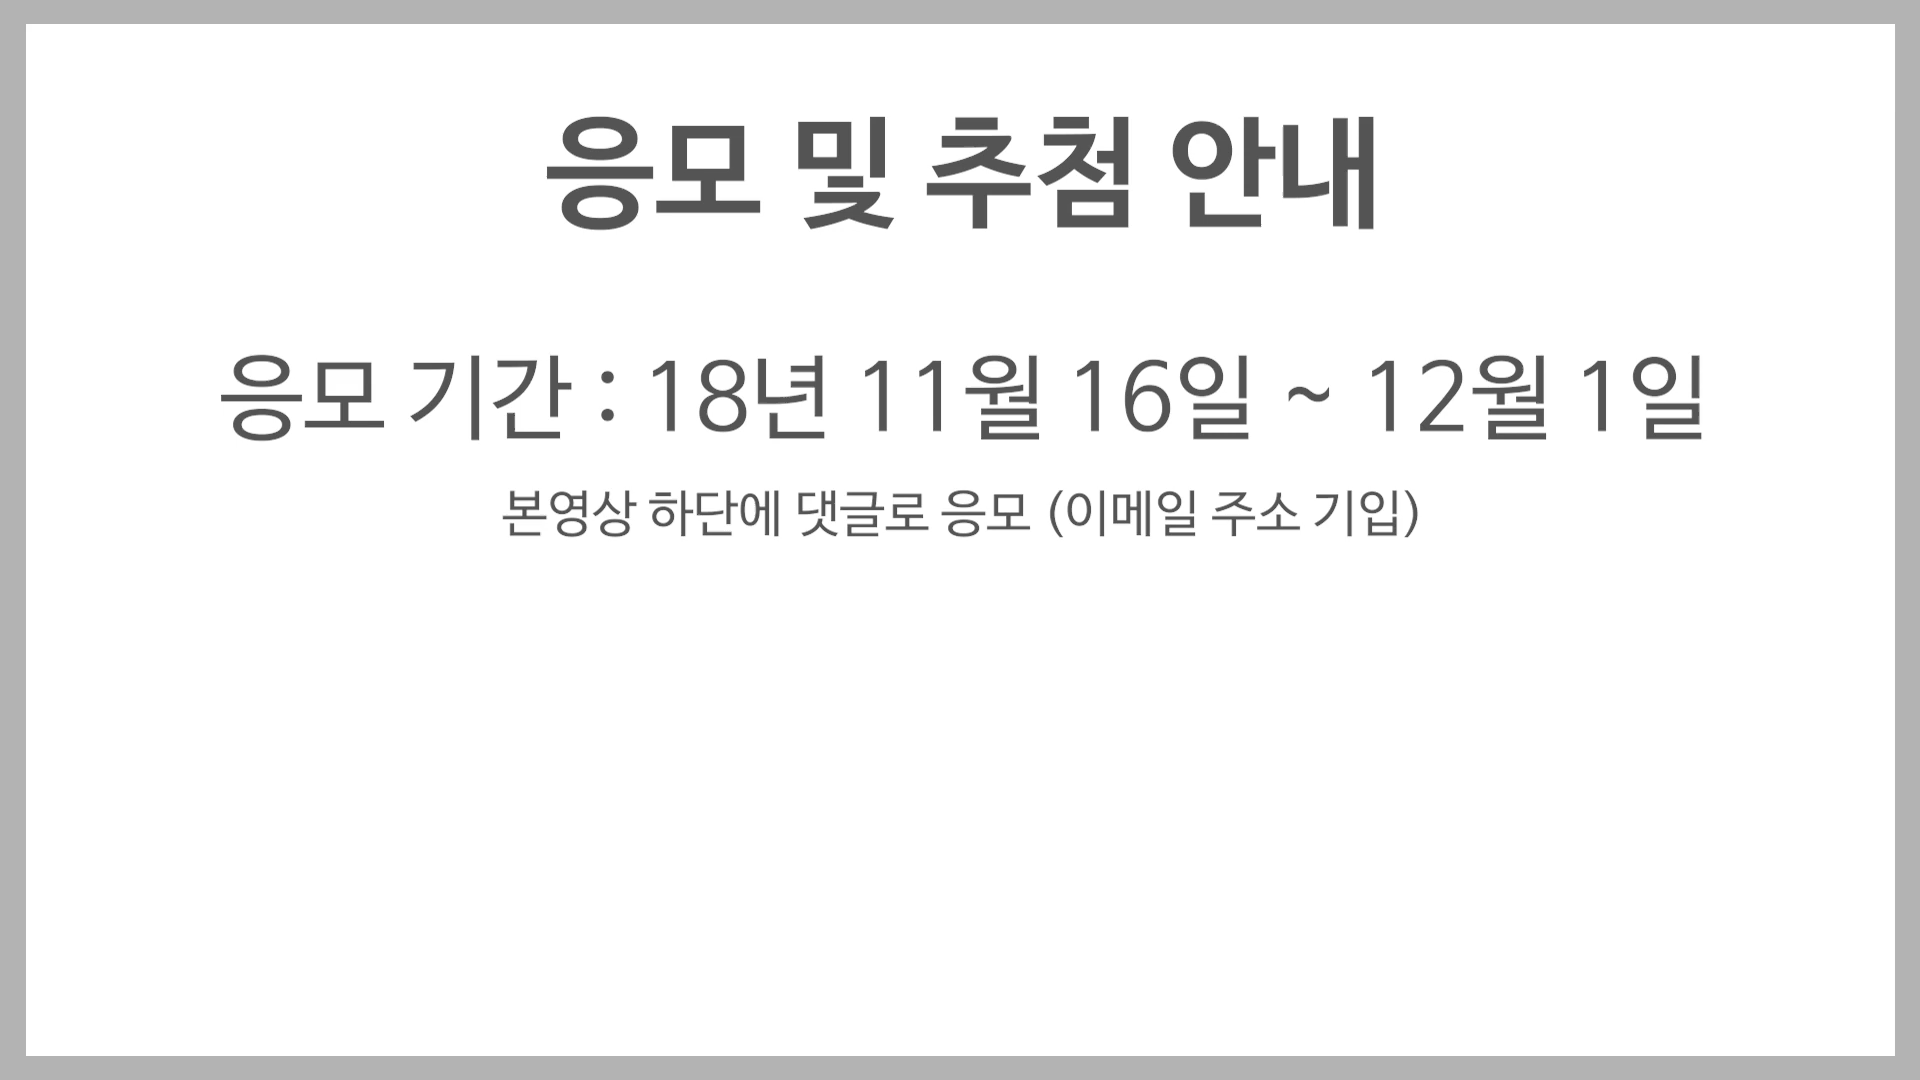 응모 및 추첨 안내
응모 기간 : 18년 11월 16일 ~ 12월 1일
본영상 하단에 댓글로 응모 (이메일 주소 기입)